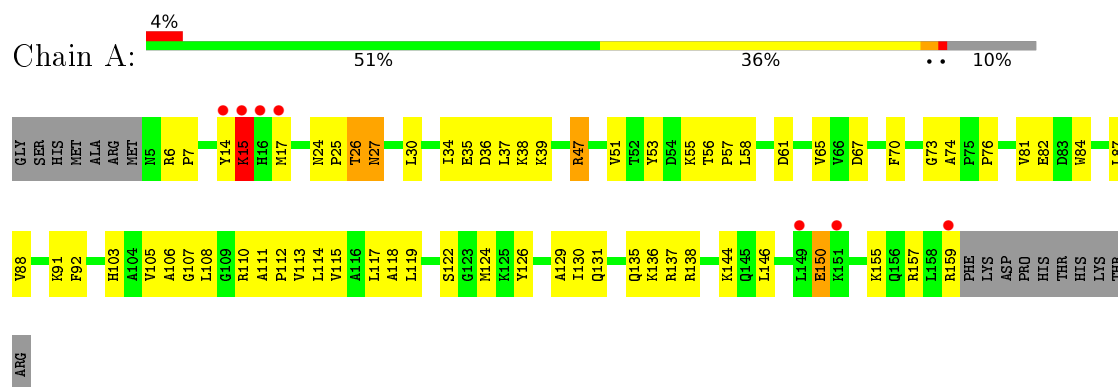 4%
Chain A:
51% 36% • • 10%
GLY SER HIS MET ALA ARG MET N5 R6 P7 Y14 K15 H16 M17 N24 P25 T26 N27 L30 I34 E35 D36 L37 K38 K39 R47 V51 T52 Y53 D54 K55 T56 P57 L58 D61 V65 V66 D67 F70 G73 A74 P75 P76 V81 E82 D83 W84 L87
V88 K91 F92 H103 A104 V105 A106 G107 L108 G109 R110 A111 P112 V113 L114 V115 A116 L117 A118 L119 S122 G123 M124 K125 Y126 A129 I130 Q131 Q135 K136 R137 R138 K144 Q145 L146 L149 E150 K151 K155 Q156 R157 L158 R159 PHE LYS ASP PRO HIS THR HIS LYS THR
ARG